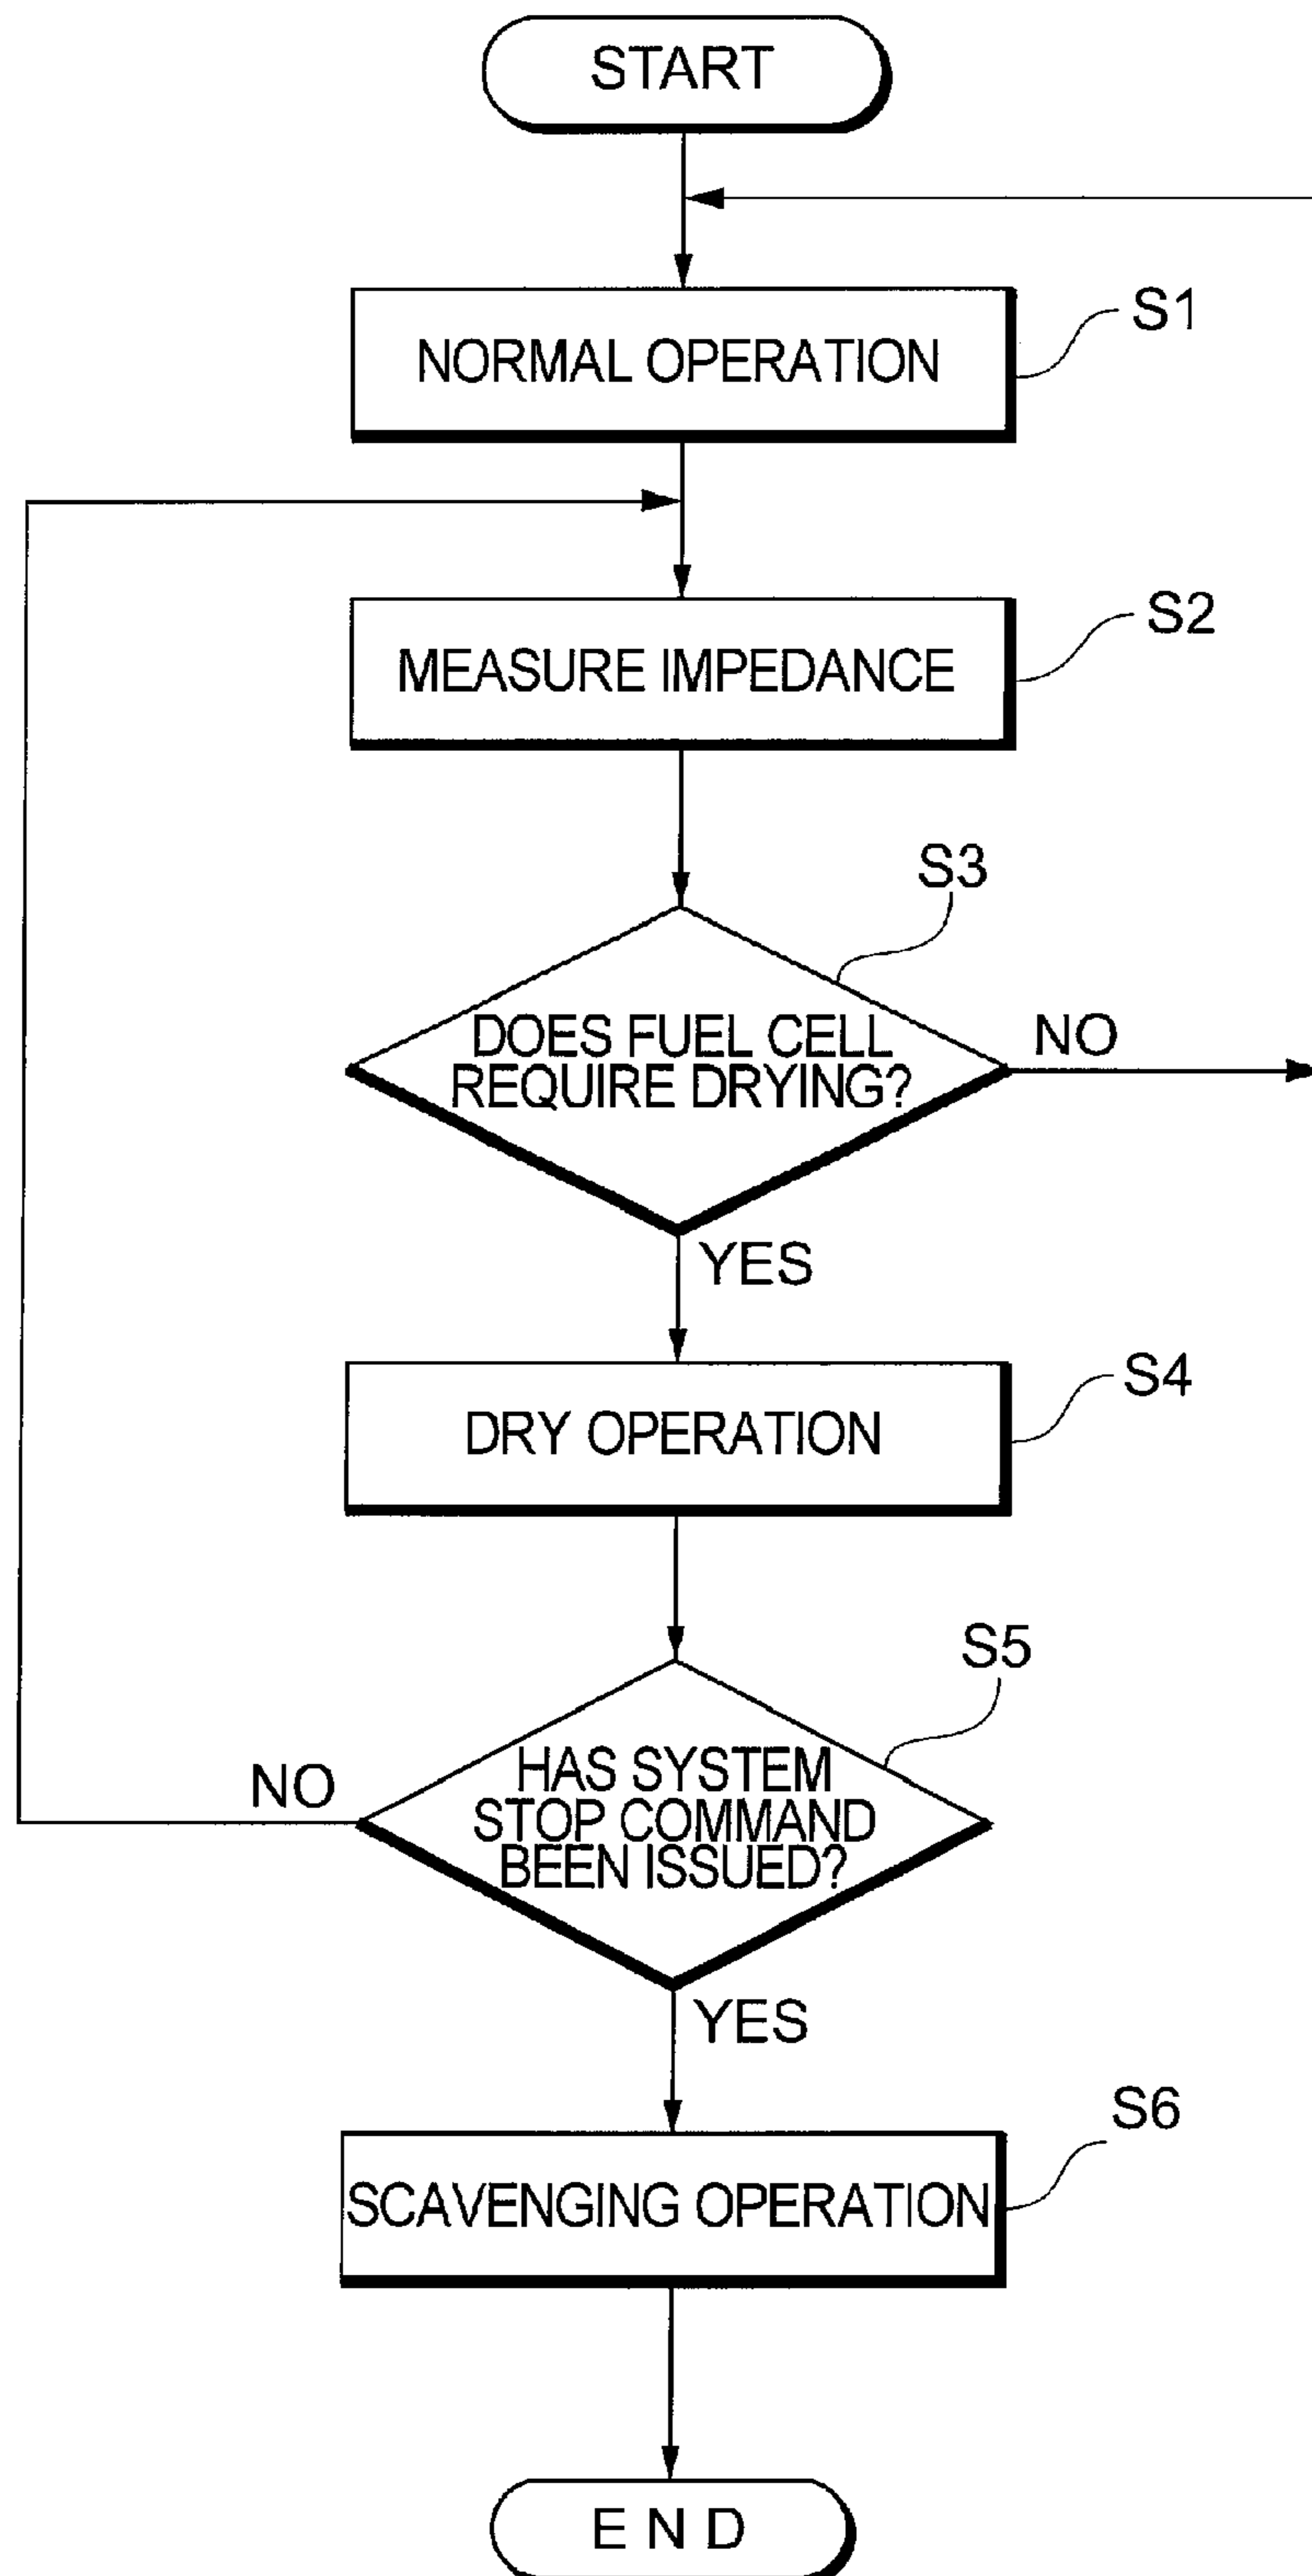 START
NORMAL OPERATION
S1
MEASURE IMPEDANCE
S2
S3
DOES FUEL CELL
REQUIRE DRYING?
NO
YES
DRY OPERATION
S4
S5
HAS SYSTEM
STOP COMMAND
BEEN ISSUED?
NO
YES
SCAVENGING OPERATION
S6
END